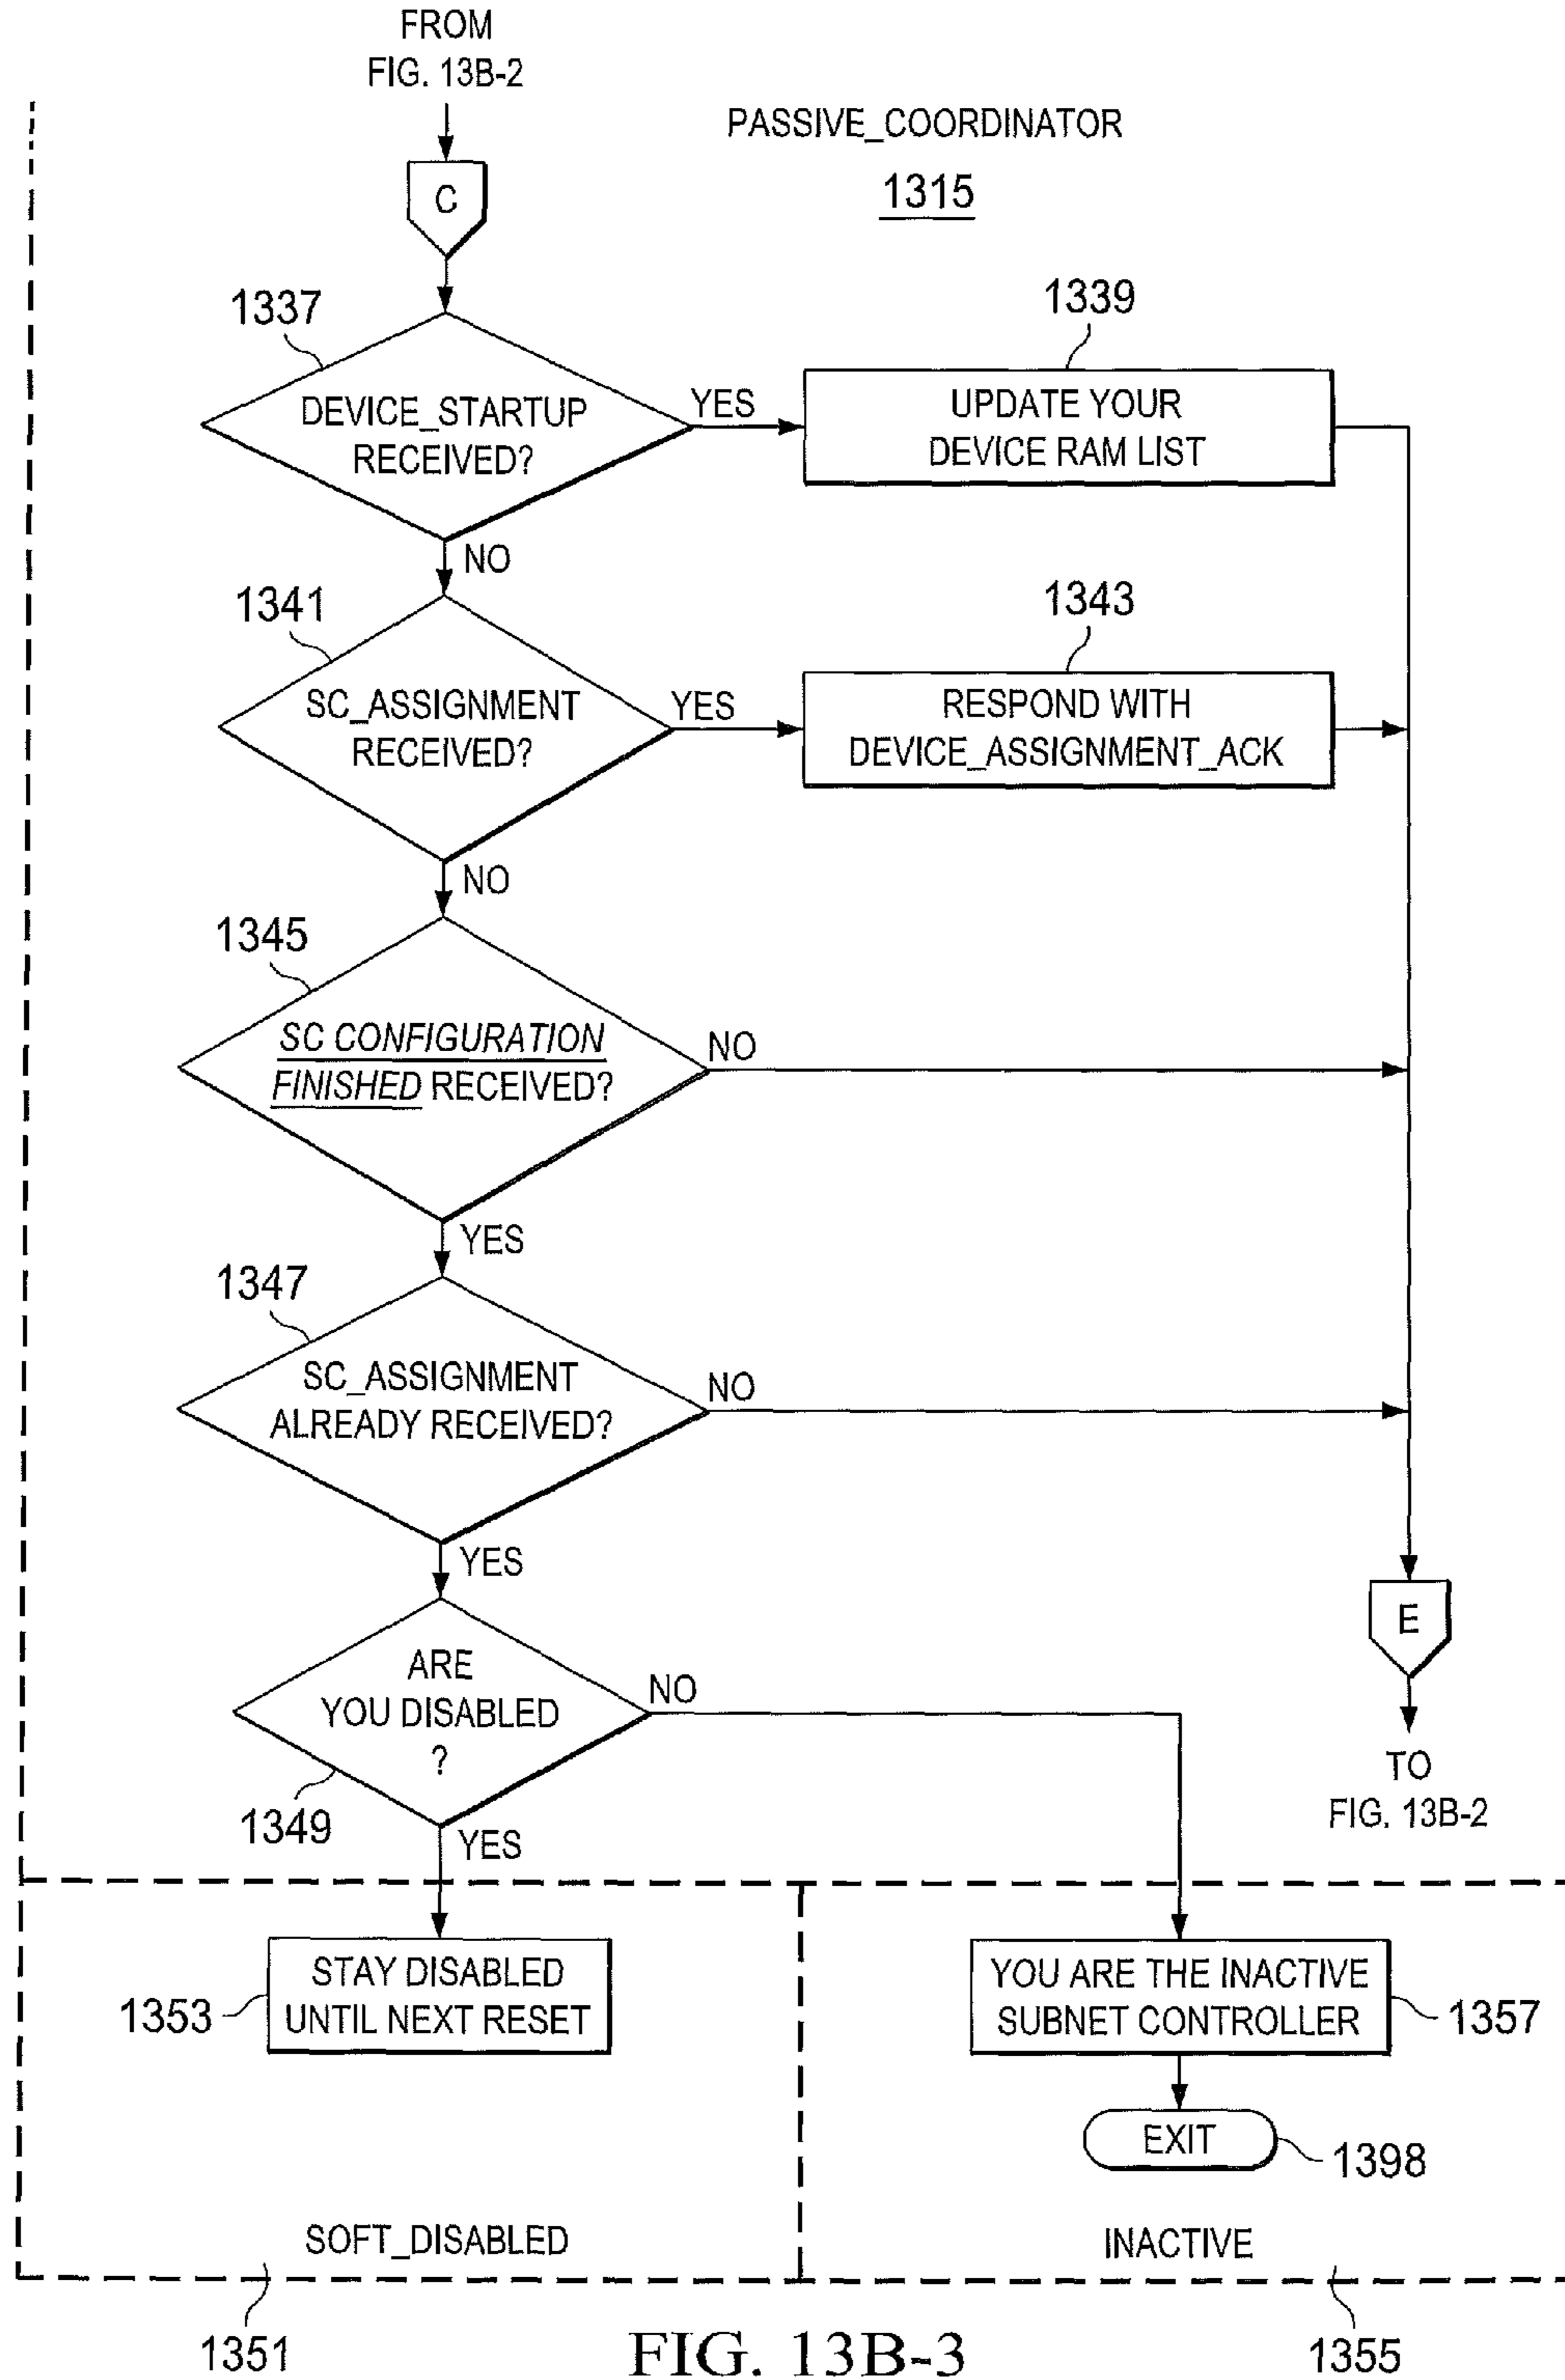 FROM
FIG. 13B-2
PASSIVE_COORDINATOR
1315
C
1337
DEVICE_STARTUP
RECEIVED?
YES
NO
1339
UPDATE YOUR
DEVICE RAM LIST
1341
SC_ASSIGNMENT
RECEIVED?
YES
NO
1343
RESPOND WITH
DEVICE_ASSIGNMENT_ACK
1345
SC CONFIGURATION
FINISHED RECEIVED?
NO
YES
1347
SC_ASSIGNMENT
ALREADY RECEIVED?
NO
YES
ARE
YOU DISABLED
?
NO
1349
YES
E
TO
FIG. 13B-2
STAY DISABLED
UNTIL NEXT RESET
1353
YOU ARE THE INACTIVE
SUBNET CONTROLLER
1357
EXIT
1398
SOFT_DISABLED
INACTIVE
1351
FIG. 13B-3
1355